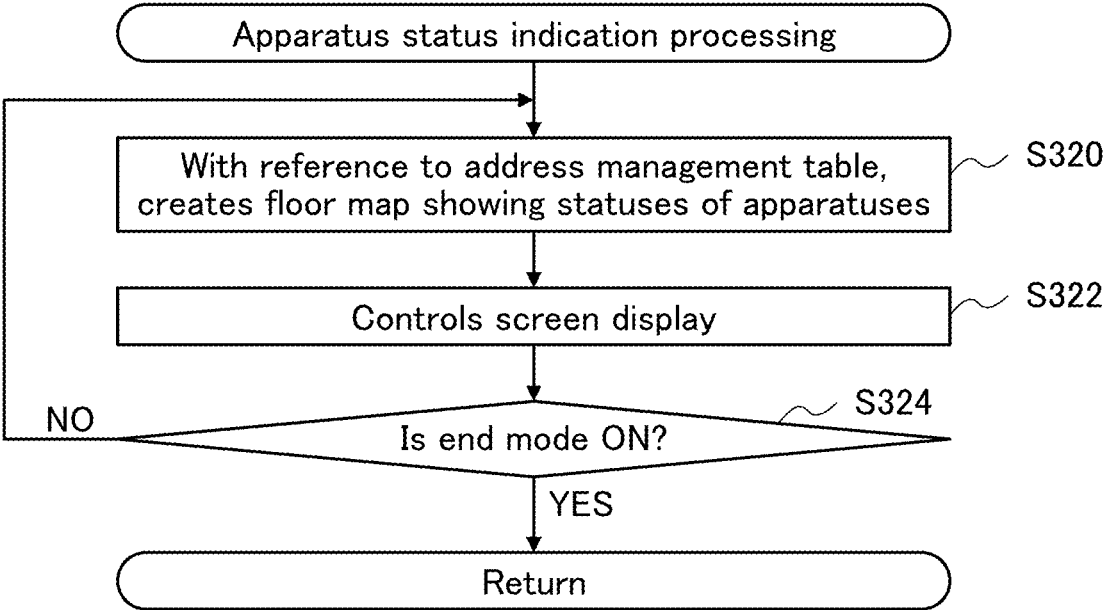 Apparatus status indication processing
With reference to address management table,
creates floor map showing statuses of apparatuses
S320
Controls screen display
S322
Is end mode ON?
S324
NO
YES
Return